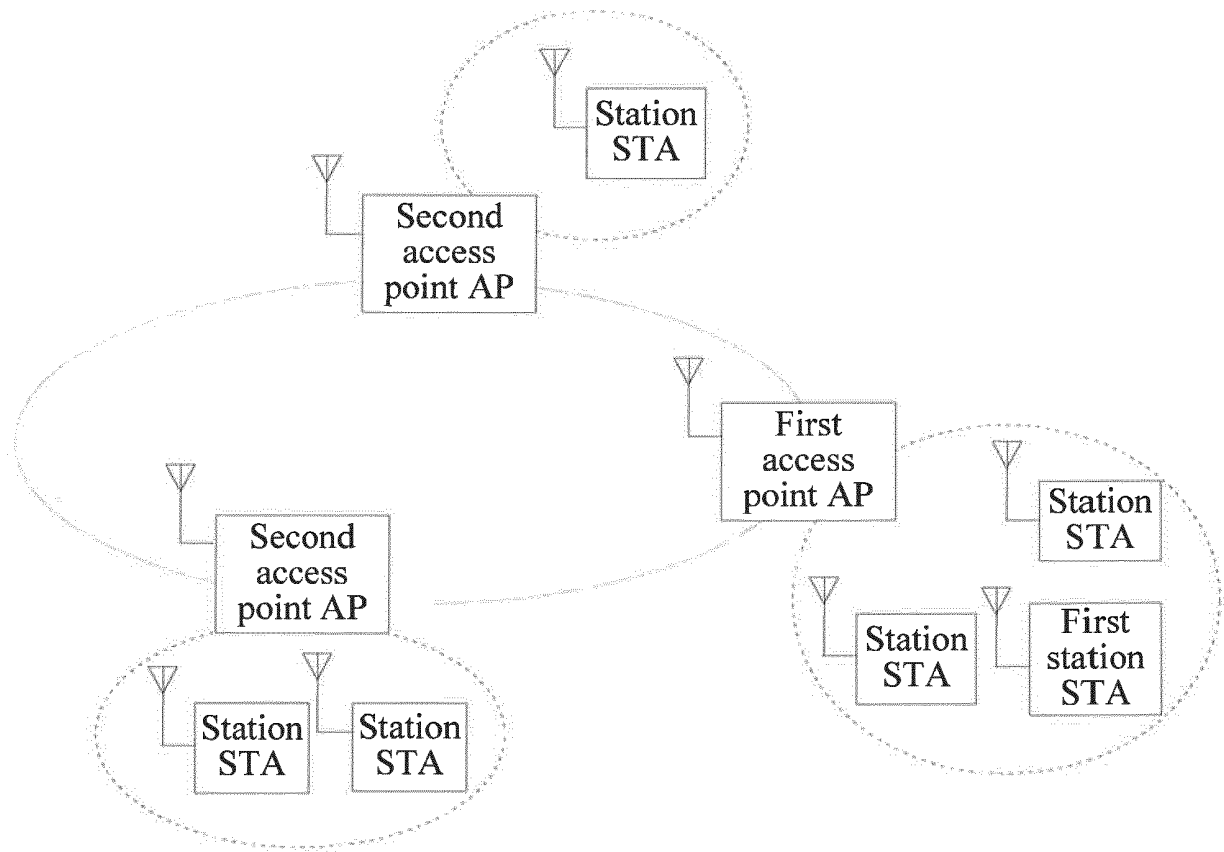 Station
STA
Second
access
point AP
First
access
point AP
Station
STA
Second
access
point AP
Station
STA
First
station
STA
Station
STA
Station
STA